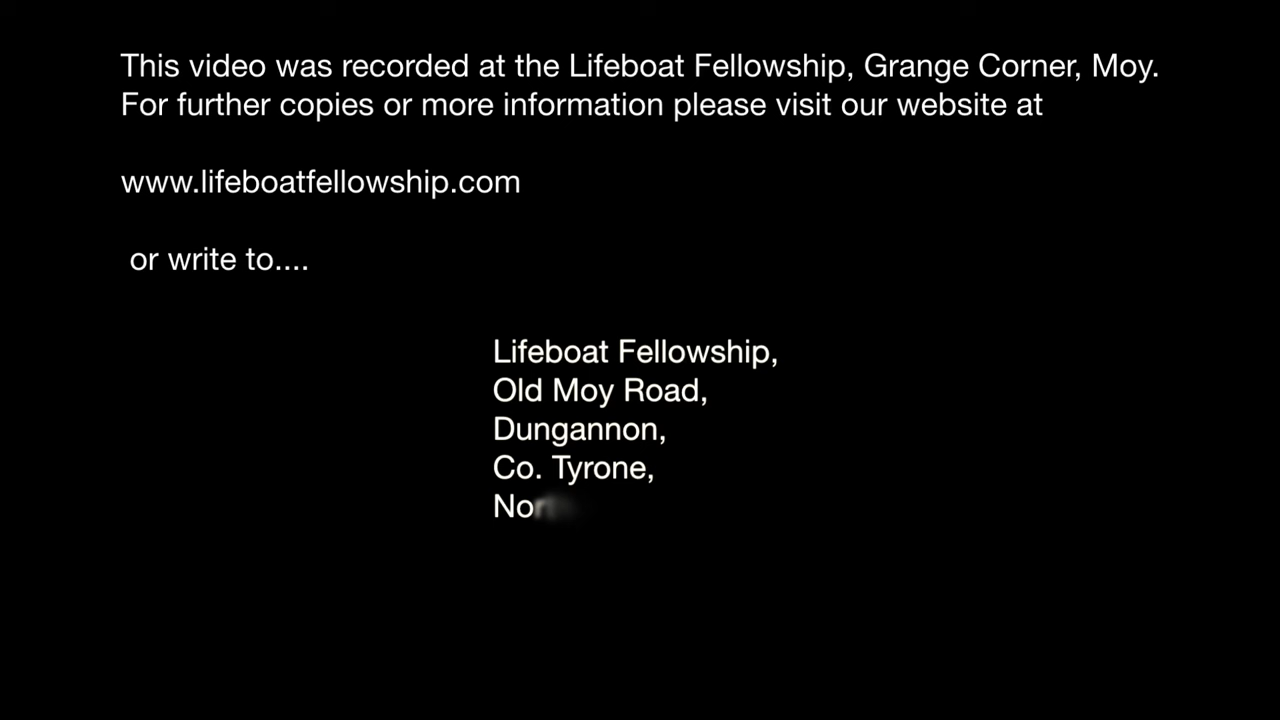 This video was recorded at the Lifeboat Fellowship, Grange Corner, Moy.
For further copies or more information please visit our website at
www.lifeboatfellowship.com
or write to....
Lifeboat Fellowship,
Old Moy Road,
Dungannon,
Co. Tyrone,